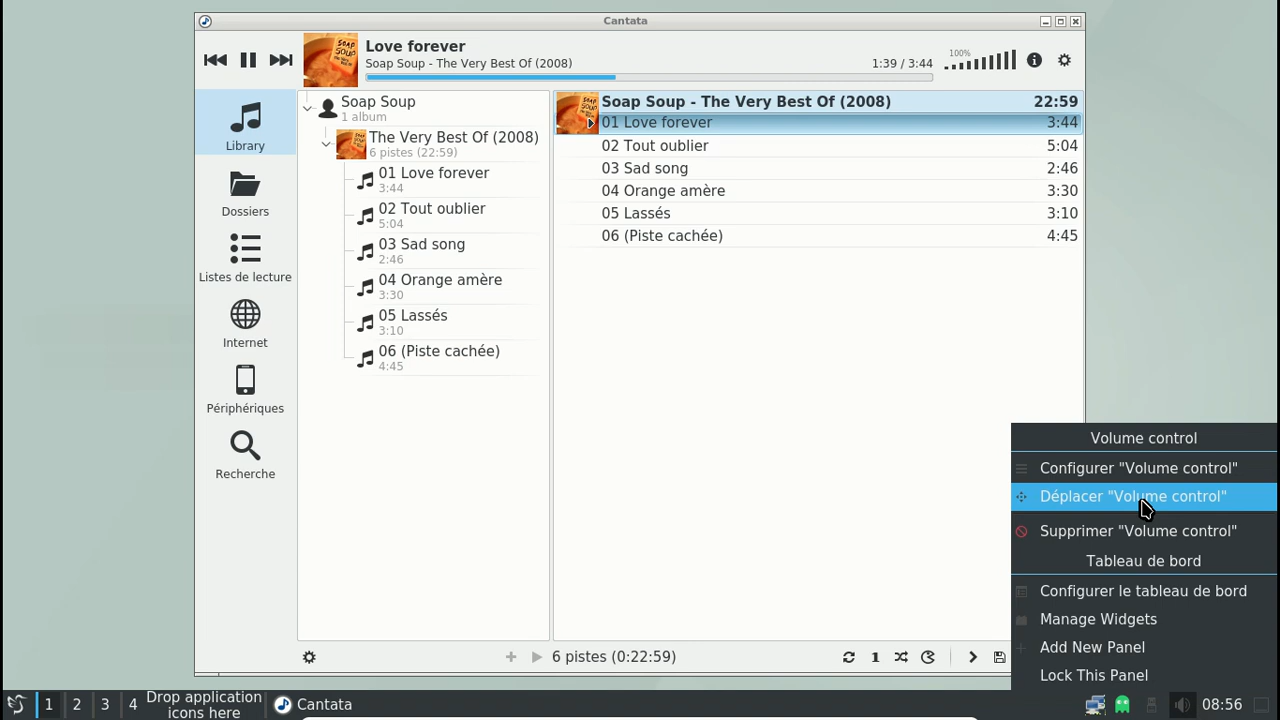 Cantata
Love forever
Soap Soup - The Very Best Of (2008)
1:39 / 3:44
100%
Library
Dossiers
Listes de lecture
Internet
Périphériques
Recherche
Soap Soup
1 album
The Very Best Of (2008)
6 pistes (22:59)
01 Love forever
3:44
02 Tout oublier
5:04
03 Sad song
2:46
04 Orange amère
3:30
05 Lassés
3:10
06 (Piste cachée)
4:45
Soap Soup - The Very Best Of (2008) 22:59
01 Love forever 3:44
02 Tout oublier 5:04
03 Sad song 2:46
04 Orange amère 3:30
05 Lassés 3:10
06 (Piste cachée) 4:45
6 pistes (0:22:59)
1
Volume control
Configurer "Volume control"
Déplacer "Volume control"
Supprimer "Volume control"
Tableau de bord
Configurer le tableau de bord
Manage Widgets
Add New Panel
Lock This Panel
1 2 3 4
Drop application
icons here
Cantata
08:56